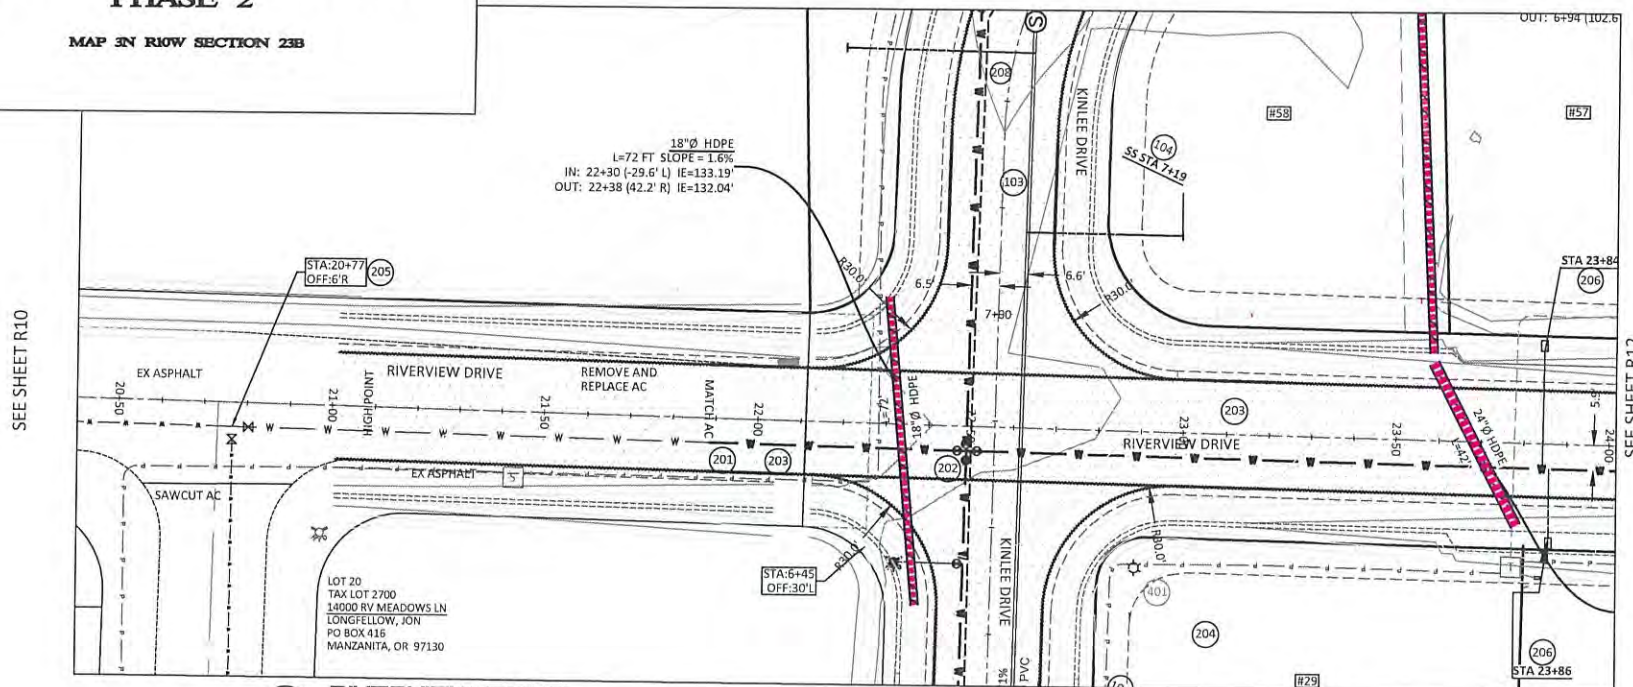 PHASE 2
MAP 3N R10W SECTION 23B
SEE SHEET R10
18"Ø HDPE
L=72 FT SLOPE = 1.6%
IN: 22+30 (-29.6' L) IE=133.19'
OUT: 22+38 (42.2' R) IE=132.04'
STA:20+77
OFF:6'R
205
EX ASPHALT
RIVERVIEW DRIVE
REMOVE AND
REPLACE AC
MATCH AC
HIGHPOINT
20+50
21+00
21+50
22+00
201
203
EX ASPHALT
S
SAWCUT AC
LOT 20
TAX LOT 2700
14000 RV MEADOWS LN
LONGFELLOW, JON
PO BOX 416
MANZANITA, OR 97130
STA:6+45
OFF:30'L
R30.0'
R30.0'
6.5'
6.6'
R30.0'
R30.0'
7+00
S
208
103
KINLEE DRIVE
104
SS STA 7+19
#58
#57
OUT: 6+94 (102.6
L=72'
18"Ø HDPE
202
203
RIVERVIEW DRIVE
23+50
24"Ø HDPE
L=42'
24+00
5.9'
STA 23+84
206
SEE SHEET R12
KINLEE DRIVE
401
204
T
206
STA 23+86
#29
PVC